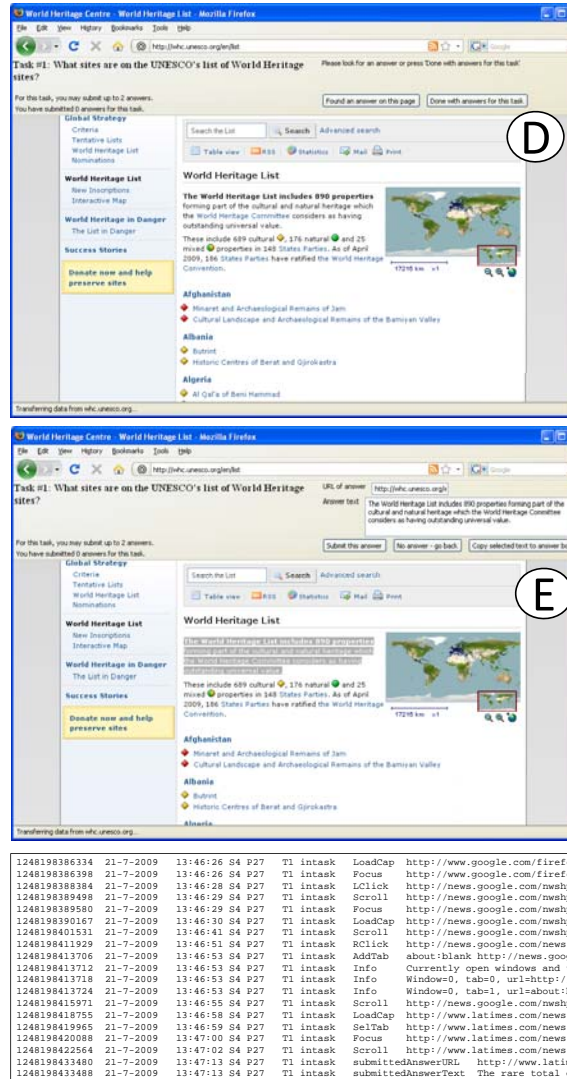 World Heritage Centre - World Heritage List - Mozilla Firefox
File Edit View History Bookmarks Tools Help
http://whc.unesco.org/en/list
Google
Task #1: What sites are on the UNESCO's list of World Heritage sites?
Please look for an answer or press 'Done with answers for this task'
For this task, you may submit up to 2 answers.
You have submitted 0 answers for this task.
Found an answer on this page
Done with answers for this task
D
Global Strategy
Criteria
Tentative Lists
World Heritage List
Nominations
World Heritage List
New Inscriptions
Interactive Map
World Heritage in Danger
The List in Danger
Success Stories
Donate now and help
preserve sites
Search the List
Search
Advanced search
Table view RSS Statistics Mail Print
World Heritage List
The World Heritage List includes 890 properties
forming part of the cultural and natural heritage which
the World Heritage Committee considers as having
outstanding universal value.
These include 689 cultural, 176 natural and 25
mixed properties in 148 States Parties. As of April
2009, 186 States Parties have ratified the World Heritage
Convention.
17215 km x1
Afghanistan
Minaret and Archaeological Remains of Jam
Cultural Landscape and Archaeological Remains of the Bamiyan Valley
Albania
Butrint
Historic Centres of Berat and Gjirokastra
Algeria
Al Qal'a of Beni Hammad
Transferring data from whc.unesco.org...
World Heritage Centre - World Heritage List - Mozilla Firefox
File Edit View History Bookmarks Tools Help
http://whc.unesco.org/en/list
Google
Task #1: What sites are on the UNESCO's list of World Heritage sites?
URL of answer
http://whc.unesco.org/e
Answer text
The World Heritage List includes 890 properties forming part of the
cultural and natural heritage which the World Heritage Committee
considers as having outstanding universal value.
For this task, you may submit up to 2 answers.
You have submitted 0 answers for this task.
Submit this answer
No answer - go back
Copy selected text to answer bo
E
Global Strategy
Criteria
Tentative Lists
World Heritage List
Nominations
World Heritage List
New Inscriptions
Interactive Map
World Heritage in Danger
The List in Danger
Success Stories
Donate now and help
preserve sites
Search the List
Search
Advanced search
Table view RSS Statistics Mail Print
World Heritage List
The World Heritage List includes 890 properties
forming part of the cultural and natural heritage which
the World Heritage Committee considers as having
outstanding universal value.
These include 689 cultural, 176 natural and 25
mixed properties in 148 States Parties. As of April
2009, 186 States Parties have ratified the World Heritage
Convention.
17215 km x1
Afghanistan
Minaret and Archaeological Remains of Jam
Cultural Landscape and Archaeological Remains of the Bamiyan Valley
Albania
Butrint
Historic Centres of Berat and Gjirokastra
Algeria
Transferring data from whc.unesco.org...
1248198386334 21-7-2009 13:46:26 S4 P27 T1 intask LoadCap http://www.google.com/firef
1248198386398 21-7-2009 13:46:26 S4 P27 T1 intask Focus http://www.google.com/firef
1248198388384 21-7-2009 13:46:28 S4 P27 T1 intask LClick http://news.google.com/nwsh
1248198389498 21-7-2009 13:46:29 S4 P27 T1 intask Scroll http://news.google.com/nwsh
1248198389580 21-7-2009 13:46:29 S4 P27 T1 intask Focus http://news.google.com/nwsh
1248198390167 21-7-2009 13:46:30 S4 P27 T1 intask LoadCap http://news.google.com/nwsh
1248198401531 21-7-2009 13:46:41 S4 P27 T1 intask Scroll http://news.google.com/nwsh
1248198411929 21-7-2009 13:46:51 S4 P27 T1 intask RClick http://news.google.com/news
1248198413706 21-7-2009 13:46:53 S4 P27 T1 intask AddTab about:blank http://news.goo
1248198413712 21-7-2009 13:46:53 S4 P27 T1 intask Info Currently open windows and
1248198413718 21-7-2009 13:46:53 S4 P27 T1 intask Info Window=0, tab=0, url=http:/
1248198413724 21-7-2009 13:46:53 S4 P27 T1 intask Info Window=0, tab=1, url=about:
1248198415971 21-7-2009 13:46:55 S4 P27 T1 intask Scroll http://news.google.com/nwsh
1248198418755 21-7-2009 13:46:58 S4 P27 T1 intask LoadCap http://www.latimes.com/news
1248198419965 21-7-2009 13:46:59 S4 P27 T1 intask SelTab http://www.latimes.com/news
1248198420088 21-7-2009 13:47:00 S4 P27 T1 intask Focus http://www.latimes.com/news
1248198422564 21-7-2009 13:47:02 S4 P27 T1 intask Scroll http://www.latimes.com/news
1248198433480 21-7-2009 13:47:13 S4 P27 T1 intask submittedAnswerURL http://www.lati
1248198433488 21-7-2009 13:47:13 S4 P27 T1 intask submittedAnswerText The rare total